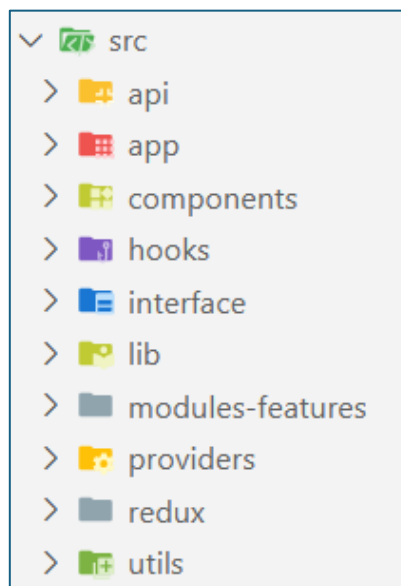 src
api
app
components
hooks
interface
lib
modules-features
providers
redux
utils